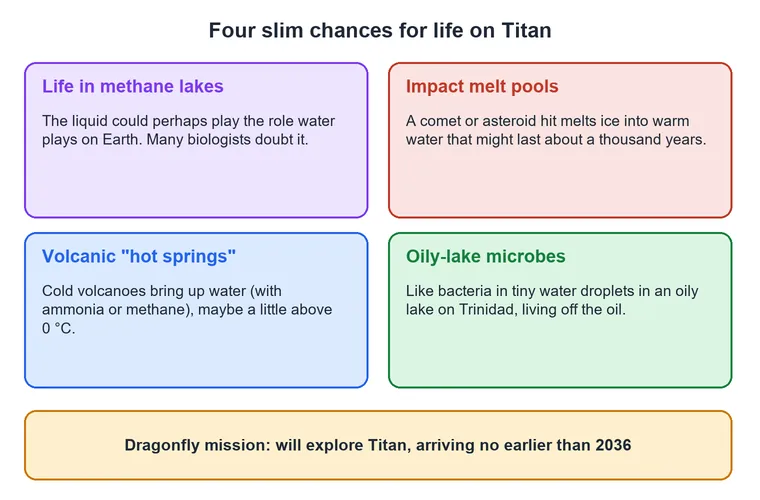 Four slim chances for life on Titan
Life in methane lakes
The liquid could perhaps play the role water
plays on Earth. Many biologists doubt it.
Impact melt pools
A comet or asteroid hit melts ice into warm
water that might last about a thousand years.
Volcanic "hot springs"
Cold volcanoes bring up water (with
ammonia or methane), maybe a little above
0 °C.
Oily-lake microbes
Like bacteria in tiny water droplets in an oily
lake on Trinidad, living off the oil.
Dragonfly mission: will explore Titan, arriving no earlier than 2036